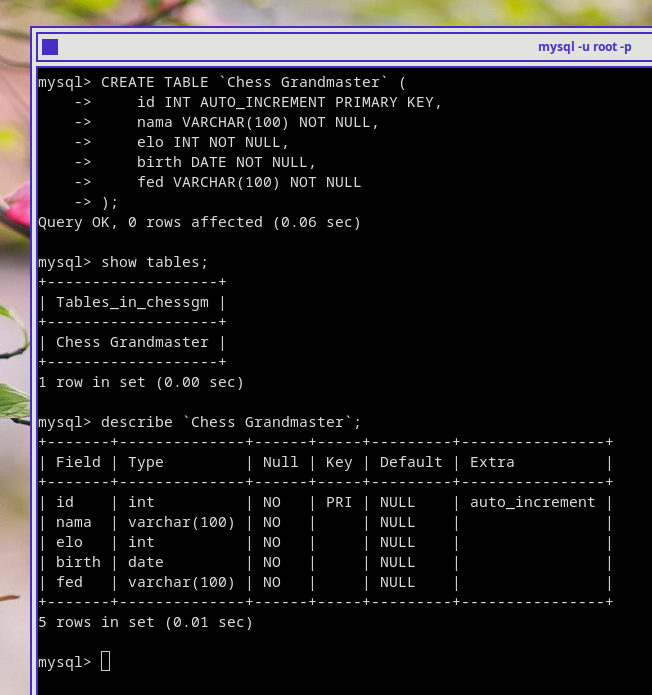 mysql -u root -p
mysql> CREATE TABLE `Chess Grandmaster` (
    ->     id INT AUTO_INCREMENT PRIMARY KEY,
    ->     nama VARCHAR(100) NOT NULL,
    ->     elo INT NOT NULL,
    ->     birth DATE NOT NULL,
    ->     fed VARCHAR(100) NOT NULL
    -> );
Query OK, 0 rows affected (0.06 sec)

mysql> show tables;
+-------------------+
| Tables_in_chessgm |
+-------------------+
| Chess Grandmaster |
+-------------------+
1 row in set (0.00 sec)

mysql> describe `Chess Grandmaster`;
+-------+--------------+------+-----+---------+----------------+
| Field | Type         | Null | Key | Default | Extra          |
+-------+--------------+------+-----+---------+----------------+
| id    | int          | NO   | PRI | NULL    | auto_increment |
| nama  | varchar(100) | NO   |     | NULL    |                |
| elo   | int          | NO   |     | NULL    |                |
| birth | date         | NO   |     | NULL    |                |
| fed   | varchar(100) | NO   |     | NULL    |                |
+-------+--------------+------+-----+---------+----------------+
5 rows in set (0.01 sec)

mysql>